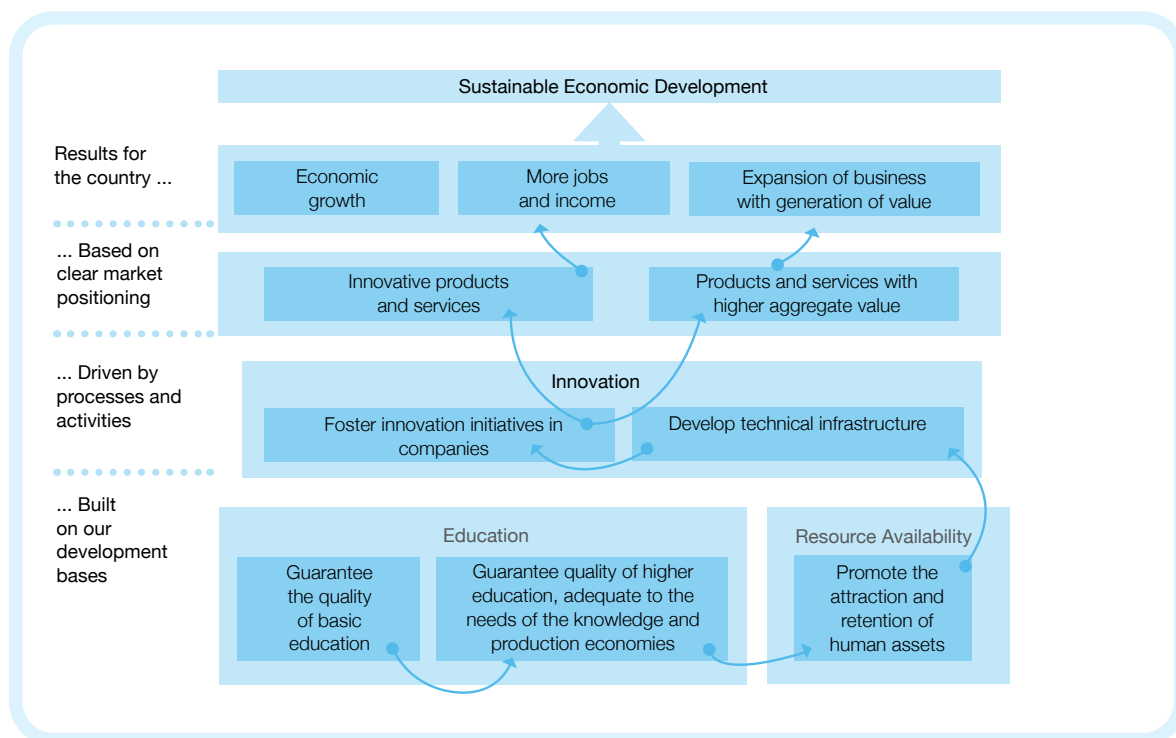 Sustainable Economic Development
Results for
the country ...
Economic
growth
More jobs
and income
Expansion of business
with generation of value
... Based on
clear market
positioning
Innovative products
and services
Products and services with
higher aggregate value
... Driven by
processes and
activities
Innovation
Foster innovation initiatives in
companies
Develop technical infrastructure
... Built
on our
development
bases
Education
Guarantee
the quality
of basic
education
Guarantee quality of higher
education, adequate to the
needs of the knowledge and
production economies
Resource Availability
Promote the
attraction and
retention of
human assets